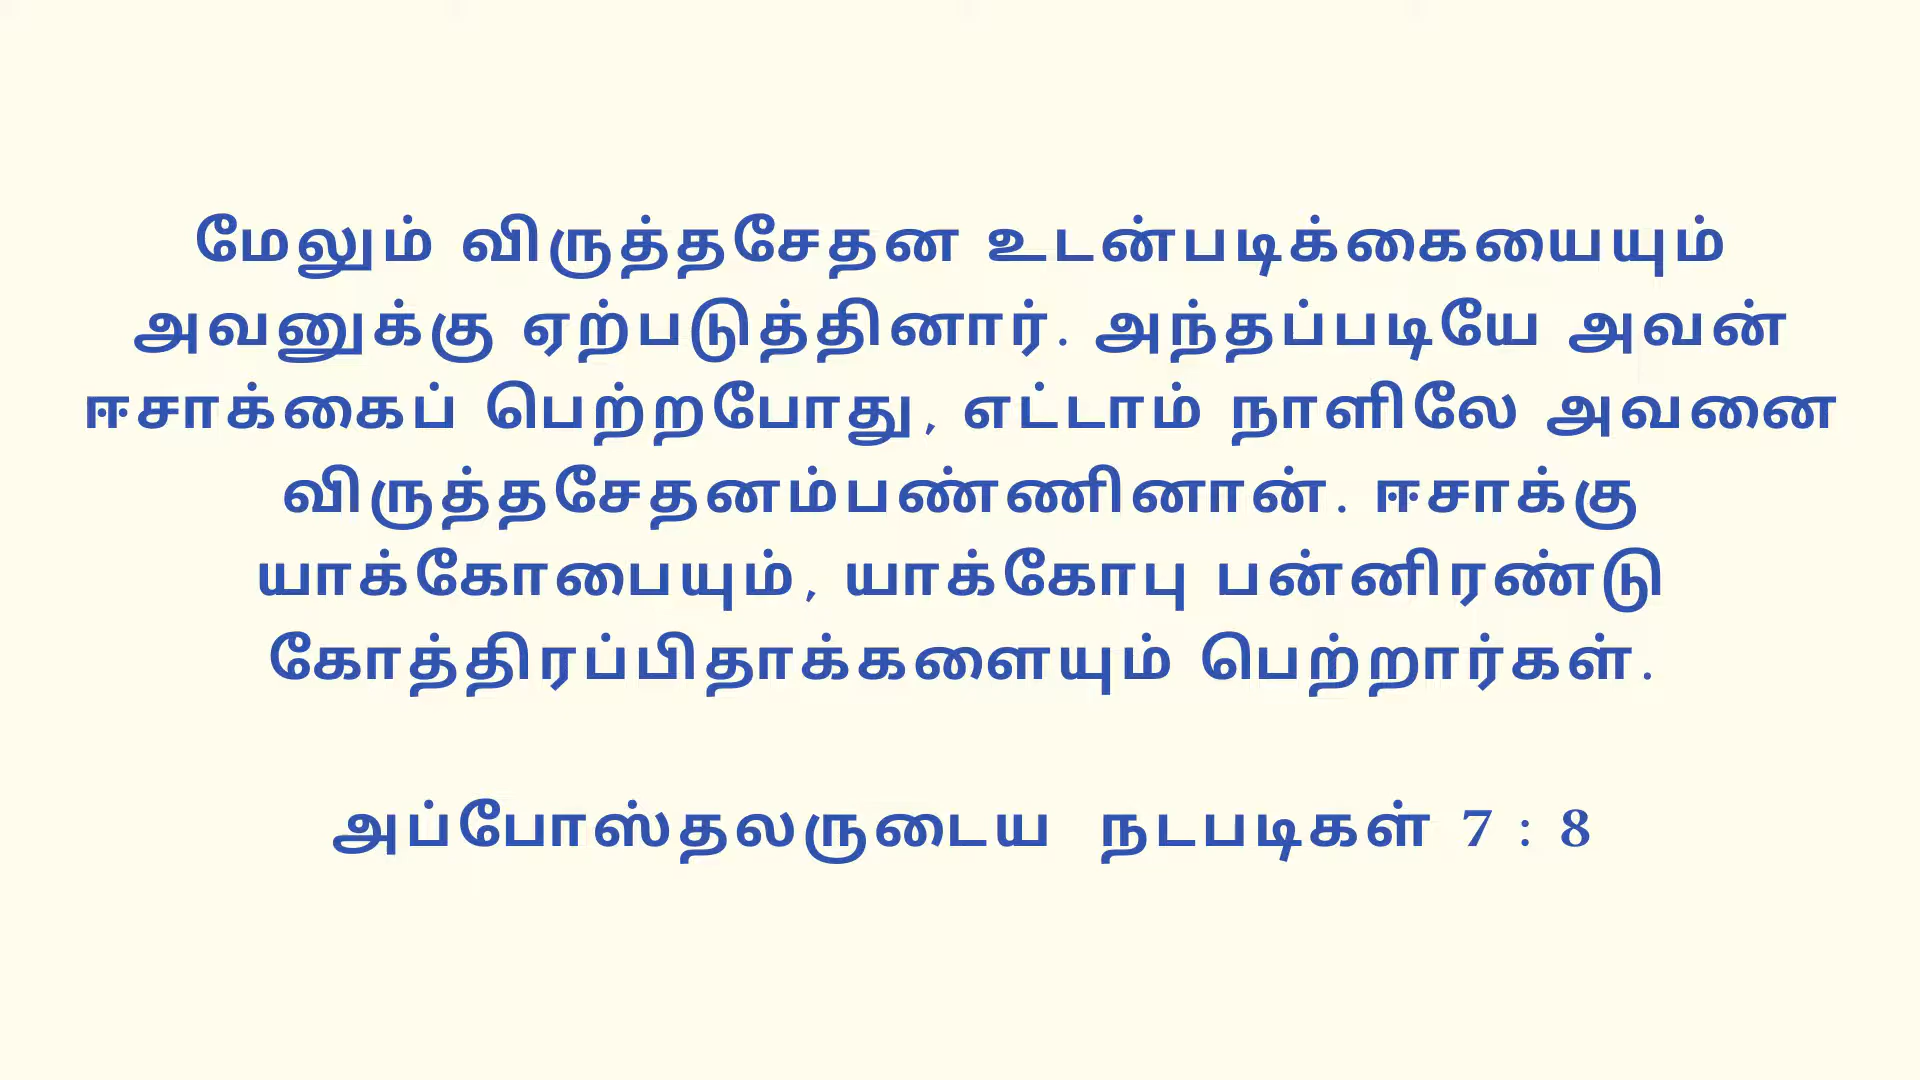 மேலும் விருத்தசேதன உடன்படிக்கையையும்
அவனுக்கு ஏற்படுத்தினார். அந்தப்படியே அவன்
ஈசாக்கைப் பெற்றபோது, எட்டாம் நாளிலே அவனை
விருத்தசேதனம்பண்ணினான். ஈசாக்கு
யாக்கோபையும், யாக்கோபு பன்னிரண்டு
கோத்திரப்பிதாக்களையும் பெற்றார்கள்.
அப்போஸ்தலருடைய நடபடிகள் 7 : 8